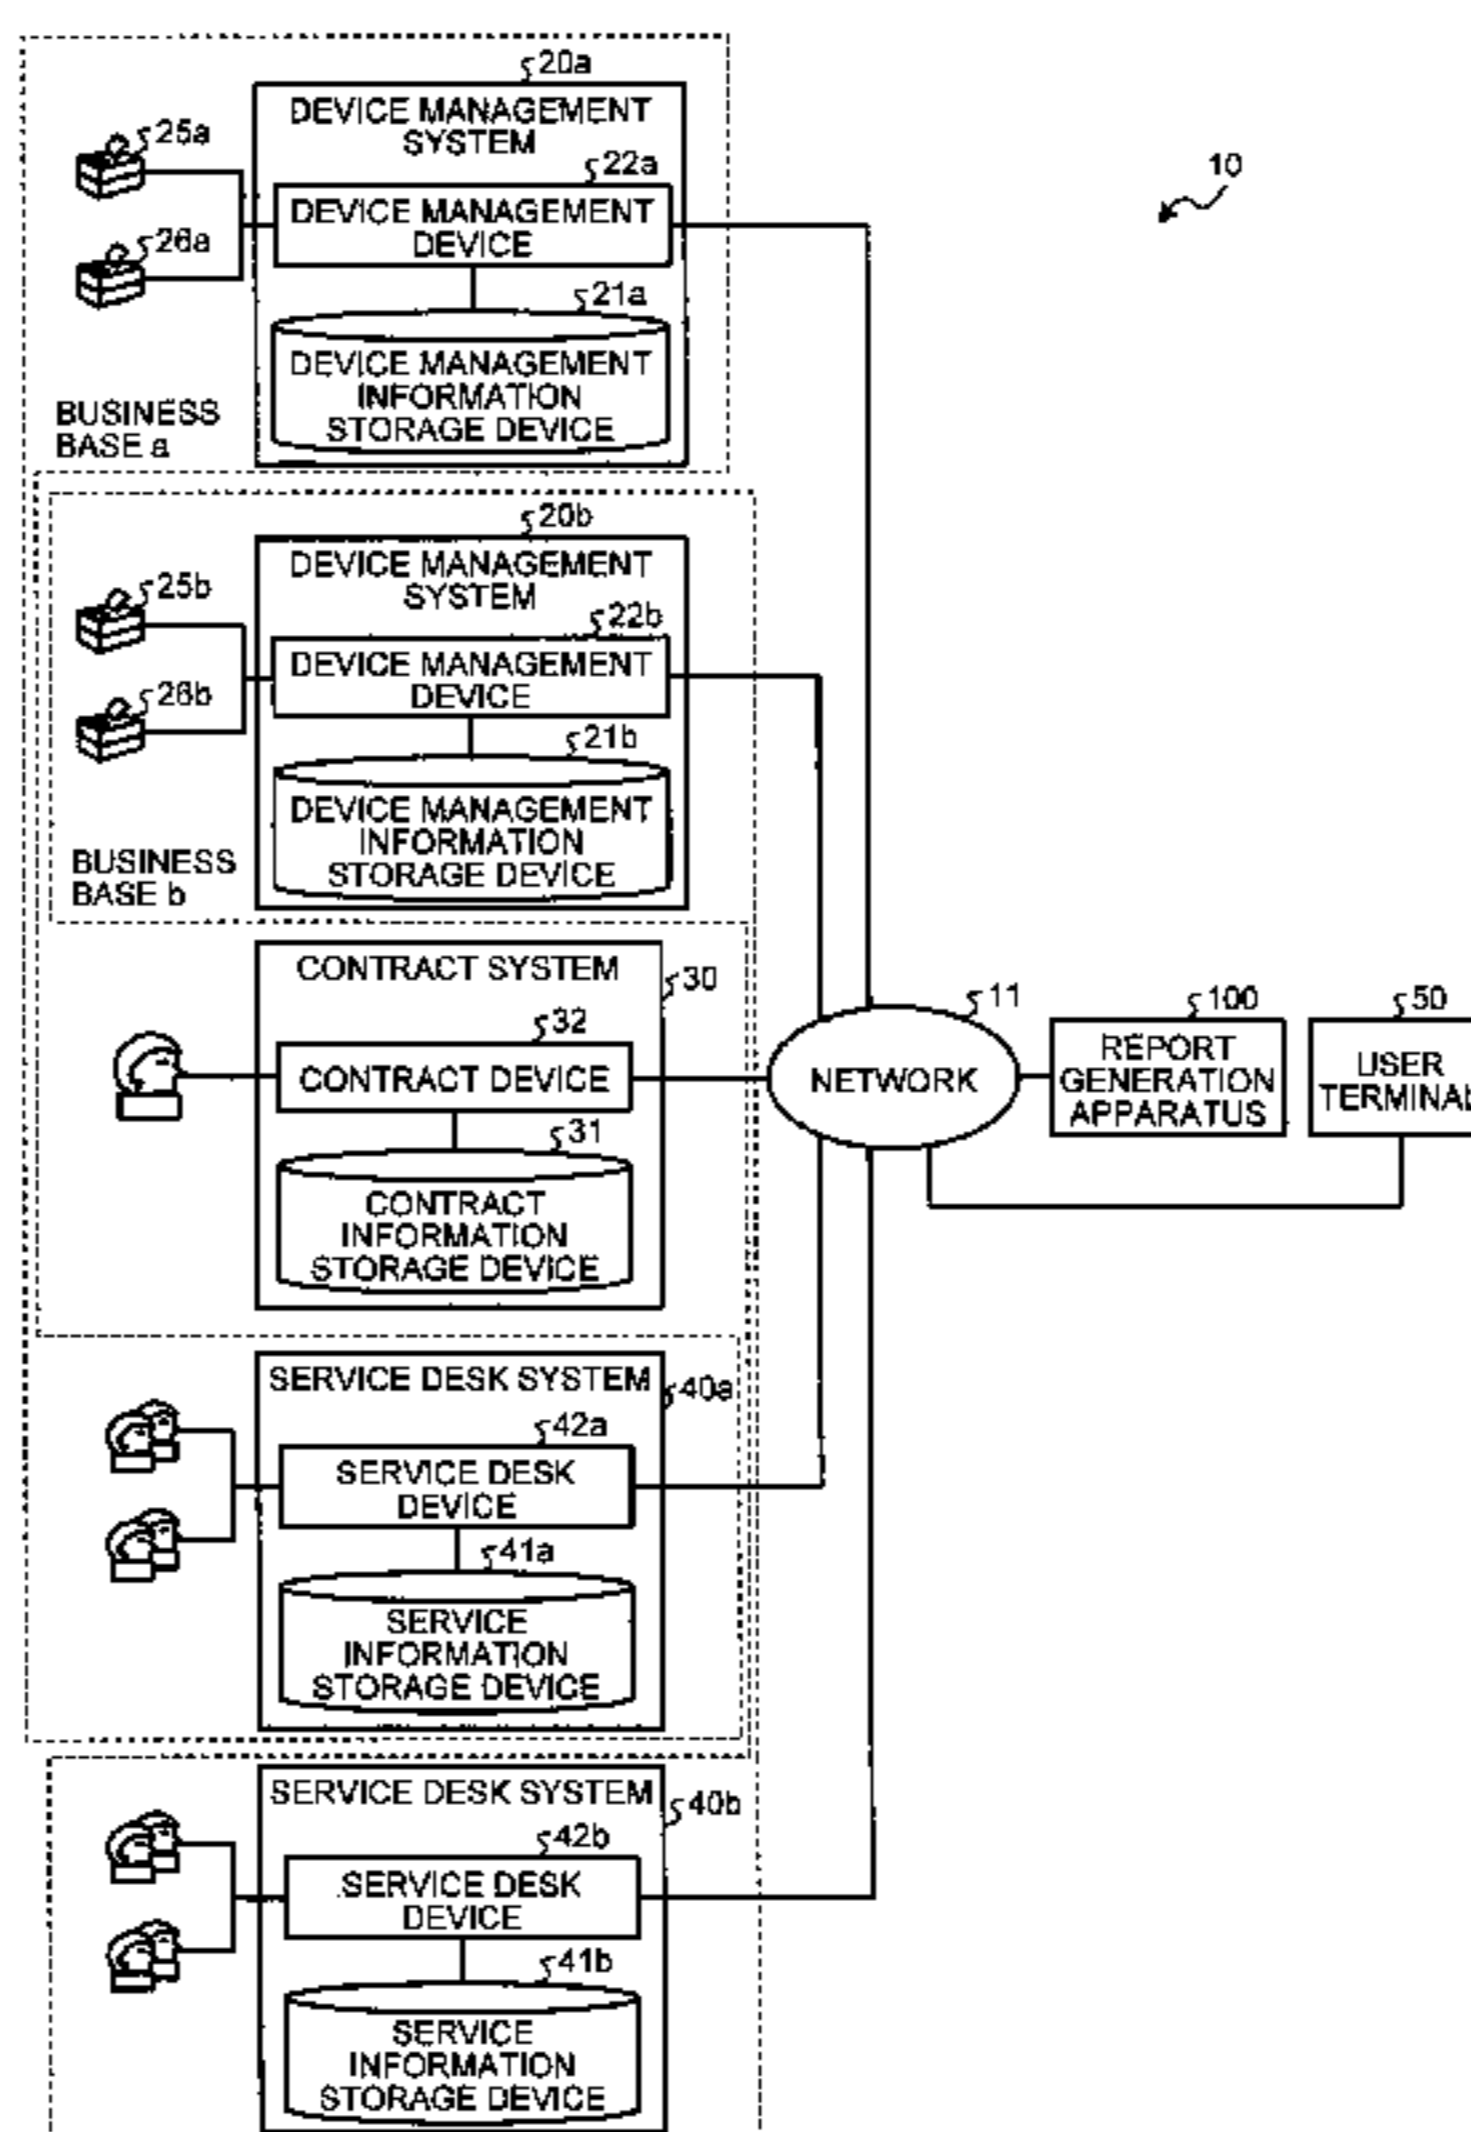 20a
DEVICE MANAGEMENT
SYSTEM
25a
22a
10
DEVICE MANAGEMENT
DEVICE
26a
21a
DEVICE MANAGEMENT
INFORMATION
STORAGE DEVICE
BUSINESS
BASE a
20b
DEVICE MANAGEMENT
SYSTEM
25b
22b
DEVICE MANAGEMENT
DEVICE
26b
21b
DEVICE MANAGEMENT
INFORMATION
STORAGE DEVICE
BUSINESS
BASE b
CONTRACT SYSTEM
30
32
CONTRACT DEVICE
31
CONTRACT
INFORMATION
STORAGE DEVICE
11
NETWORK
100
REPORT
GENERATION
APPARATUS
50
USER
TERMINAL
SERVICE DESK SYSTEM
40a
42a
SERVICE DESK
DEVICE
41a
SERVICE
INFORMATION
STORAGE DEVICE
SERVICE DESK SYSTEM
40b
42b
SERVICE DESK
DEVICE
41b
SERVICE
INFORMATION
STORAGE DEVICE